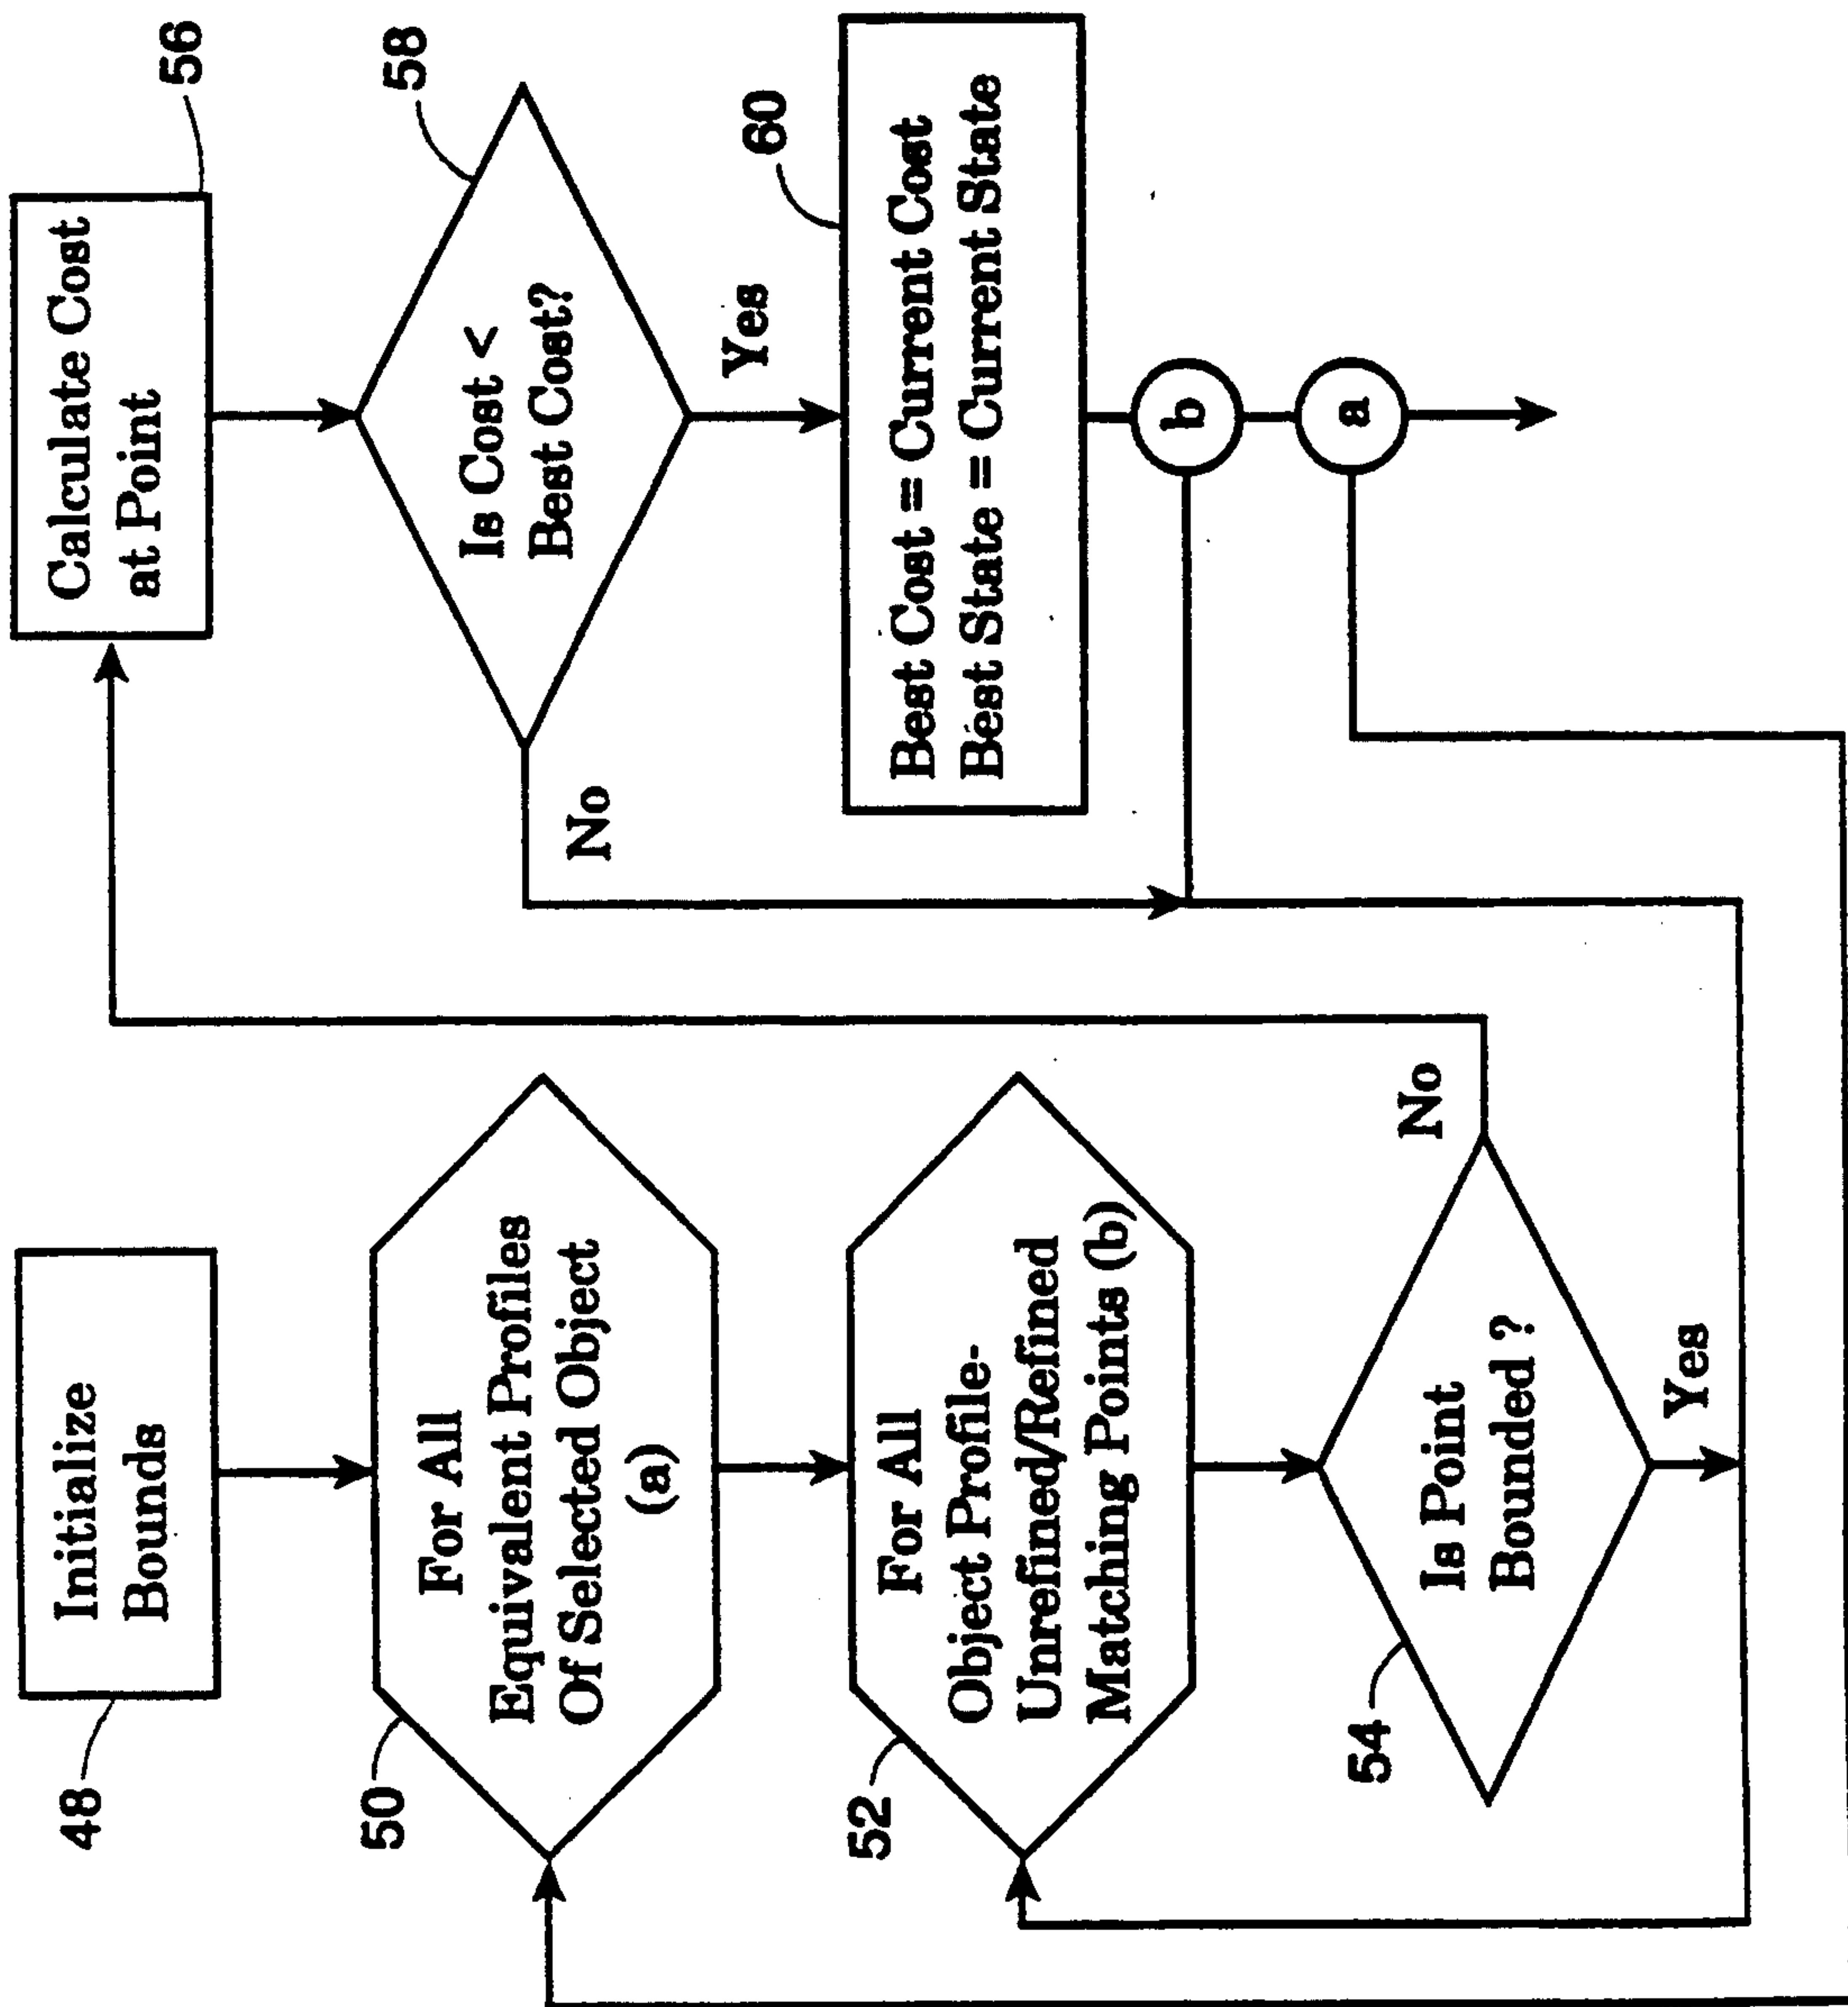 48
Initialize
Bounds
50
For All
Equivalent Profiles
Of Selected Object
(a)
52
For All
Object Profile-
Unrefined/Refined
Matching Points (b)
54
Is Point
Bounded ?
No
Yes
Calculate Cost
at Point
56
Is Cost <
Best Cost?
58
No
Yes
60
Best Cost = Current Cost
Best State = Current State
b
a